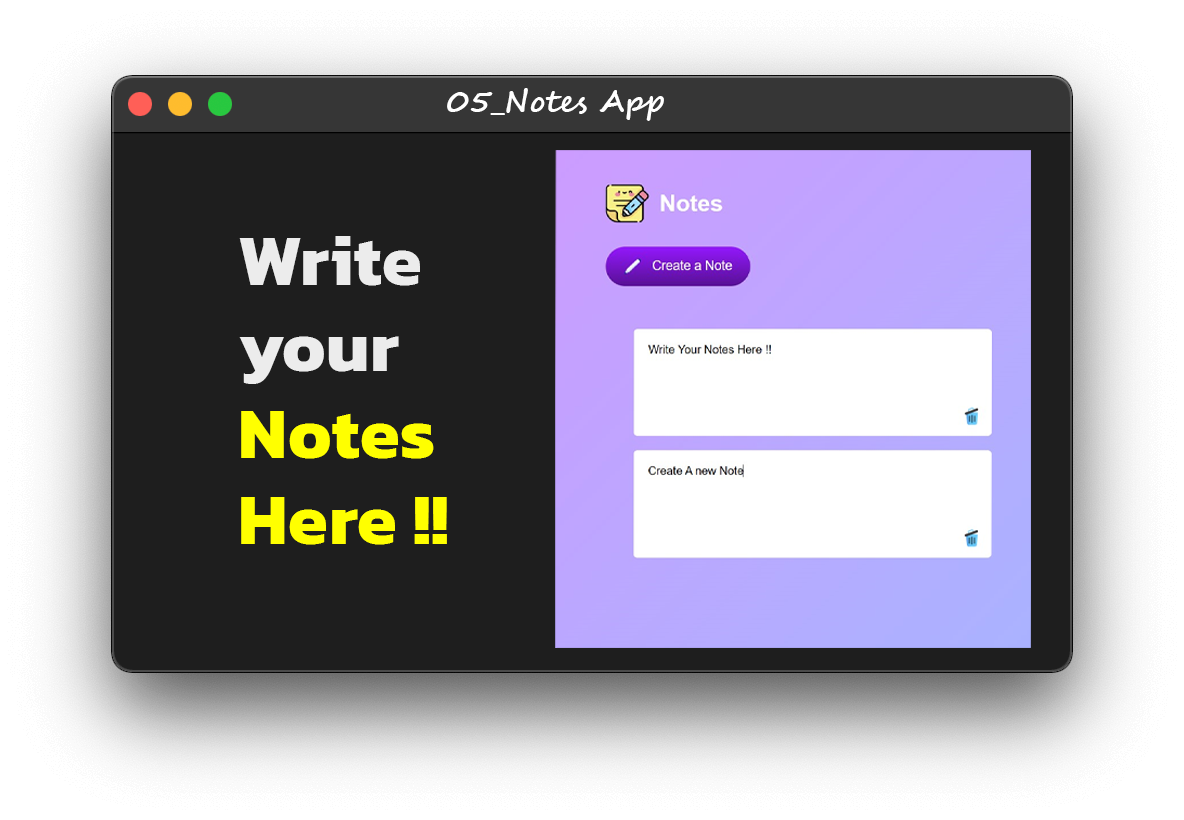 05_Notes App
Write
your
Notes
Here !!
Notes
Create a Note
Write Your Notes Here !!
Create A new Note